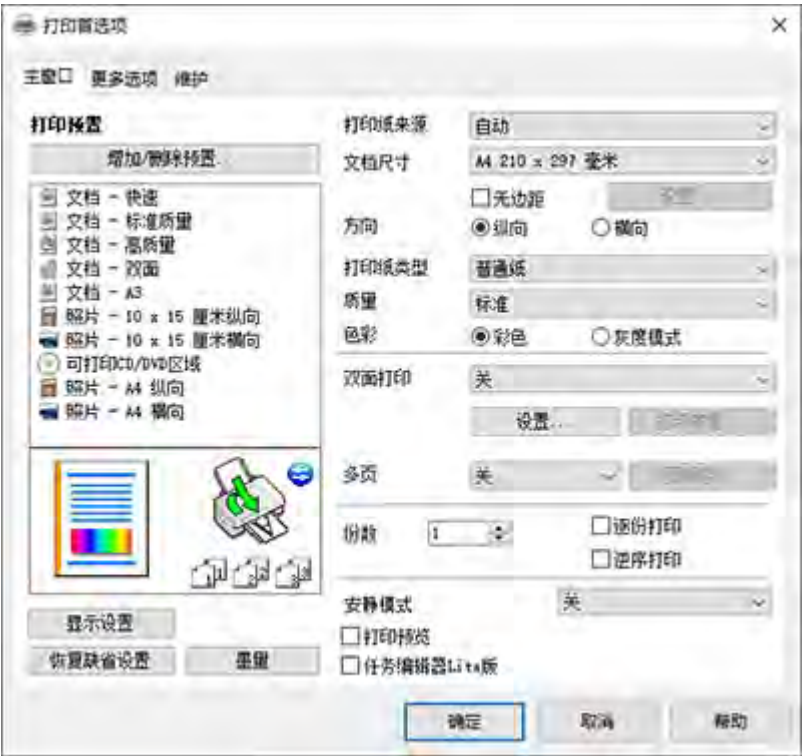 打印首选项
主窗口 更多选项 维护
打印预置
增加/删除预置...
文档 - 快速
文档 - 标准质量
文档 - 高质量
文档 - 双面
文档 - A3
照片 - 10 x 15 厘米纵向
照片 - 10 x 15 厘米横向
可打印CD/DVD区域
照片 - A4 纵向
照片 - A4 横向
显示设置
恢复缺省设置 墨量
打印纸来源 自动
文档尺寸 A4 210 x 297 毫米
无边距
方向 纵向 横向
打印纸类型 普通纸
质量 标准
色彩 彩色 灰度模式
双面打印 关
设置...
多页 关
份数 1 逐份打印
逆序打印
安静模式 关
打印预览
任务编辑器Lite版
确定 取消 帮助